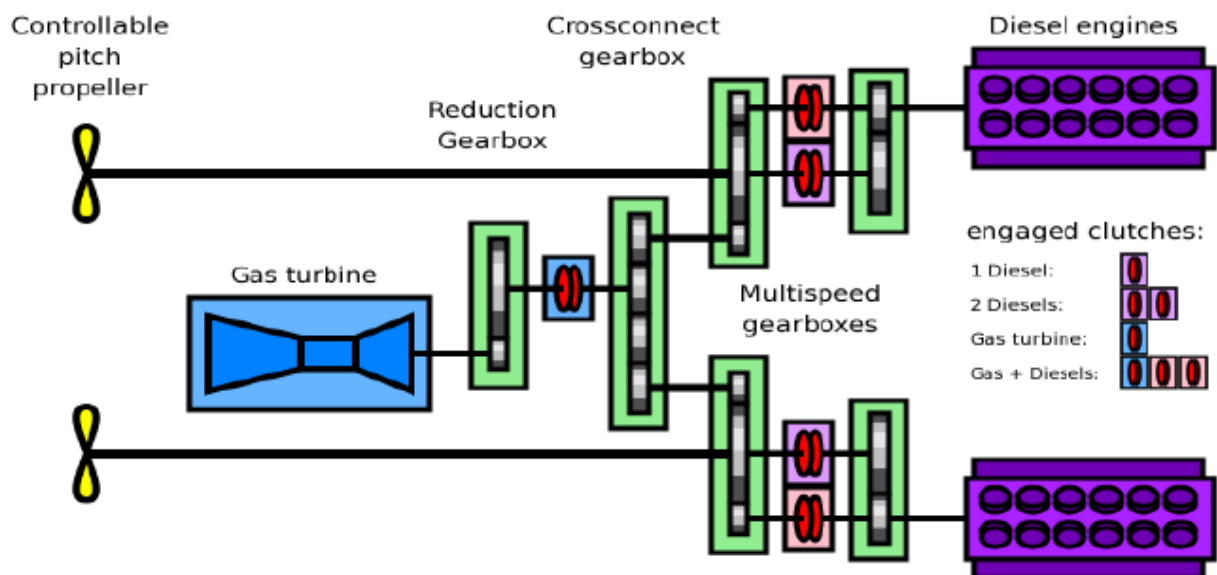 Controllable
pitch
propeller
Crossconnect
gearbox
Diesel engines
Reduction
Gearbox
Gas turbine
Multispeed
gearboxes
engaged clutches:
1 Diesel:
2 Diesels:
Gas turbine:
Gas + Diesels: